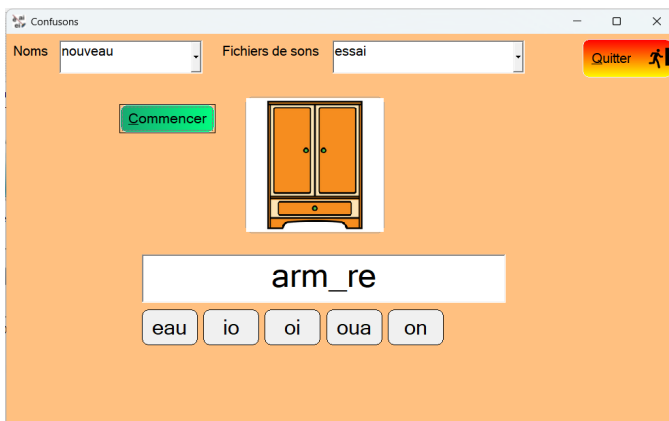 Confusons
Noms nouveau Fichiers de sons essai Quitter
Commencer
arm_re
eau io oi oua on